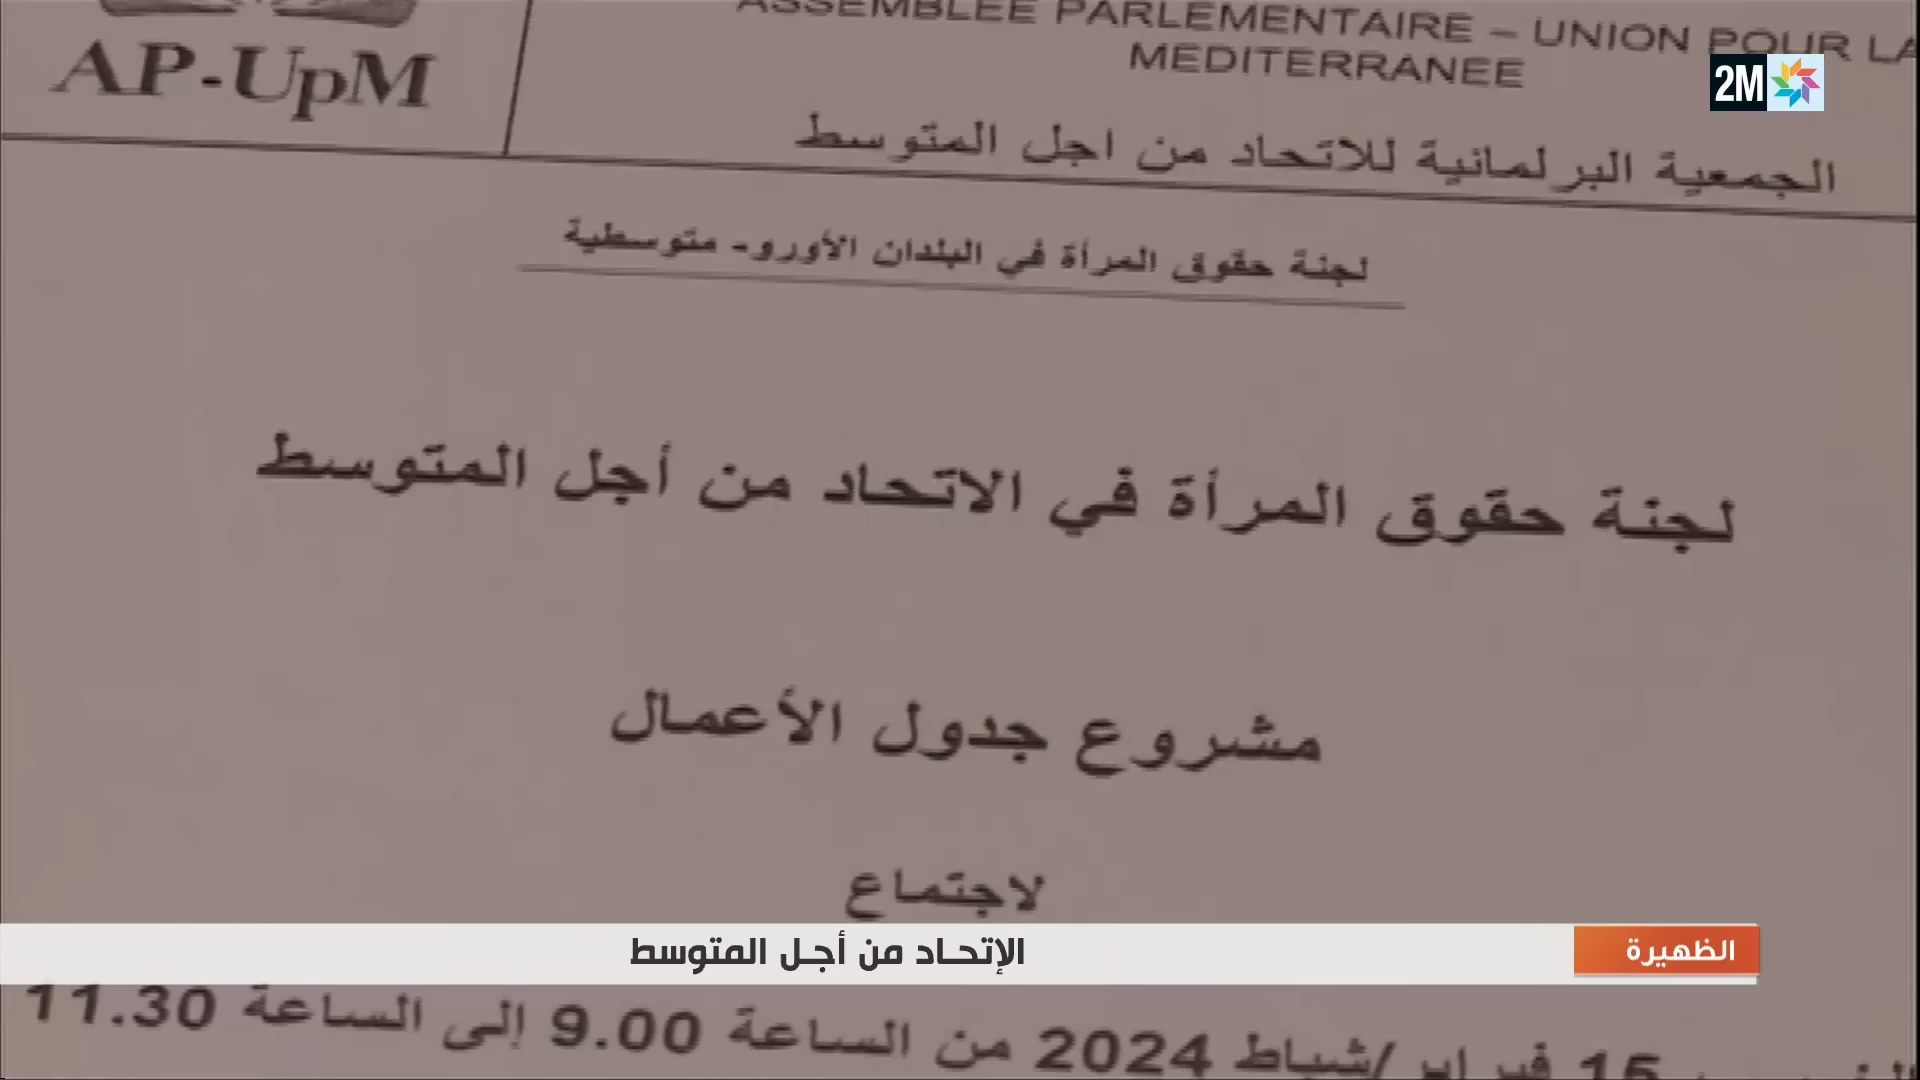 AP-UpM
ASSEMBLEE PARLEMENTAIRE – UNION POUR LA
MEDITERRANEE
الجمعية البرلمانية للاتحاد من اجل المتوسط
2M
لجنة حقوق المرأة في البلدان الأورو- متوسطية
لجنة حقوق المرأة في الاتحاد من أجل المتوسط
مشروع جدول الأعمال
لاجتماع
الظهيرة
الإتحاد من أجل المتوسط
15 فبراير/شباط 2024 من الساعة 9.00 إلى الساعة 11.30